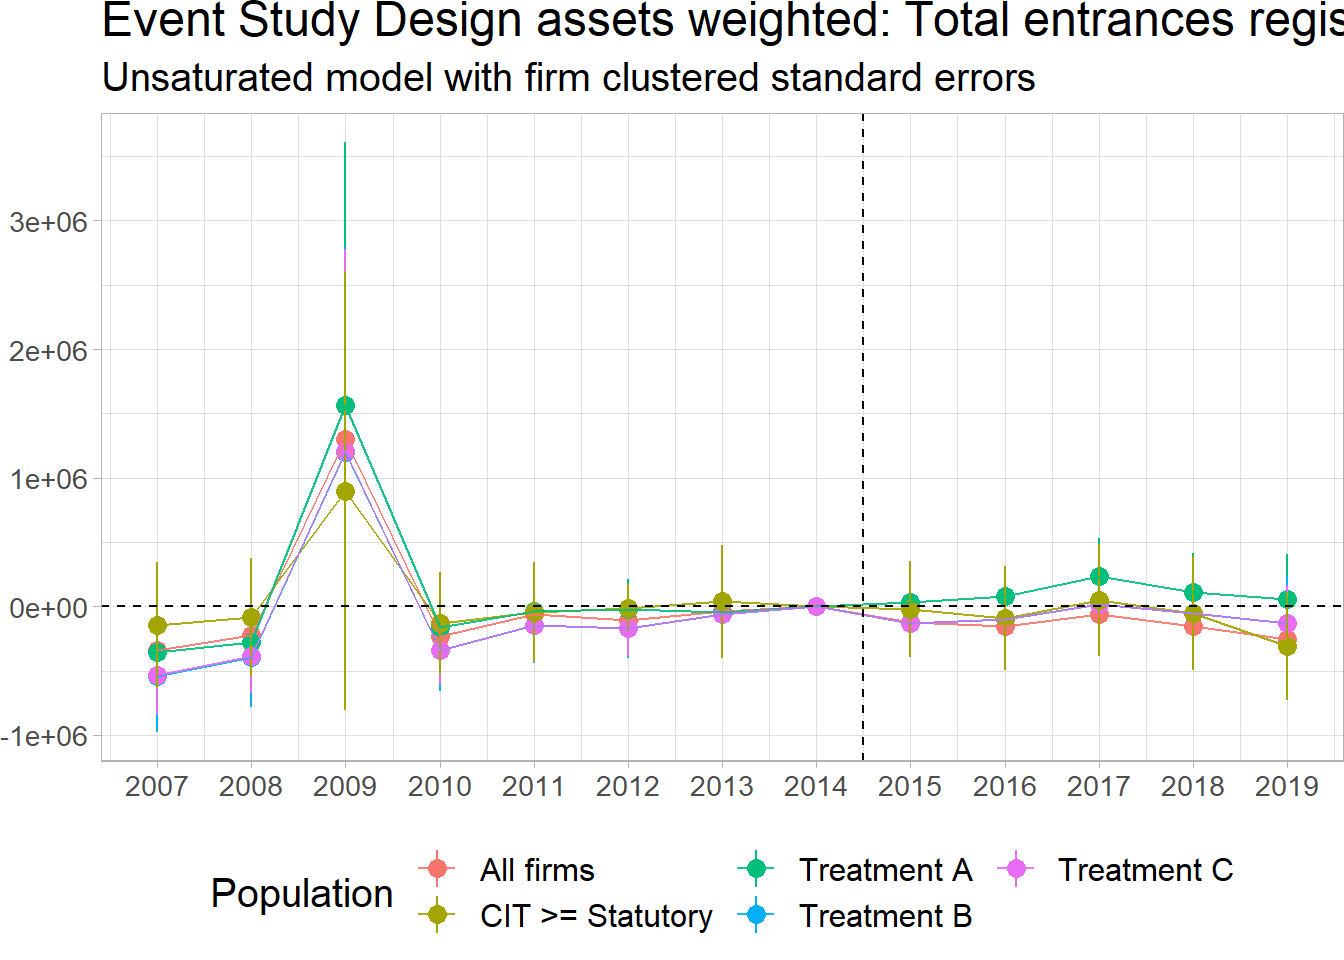 Event Study Design assets weighted: Total entrances regis
Unsaturated model with firm clustered standard errors
3e+06
2e+06
1e+06
0e+00
-1e+06
2007 2008 2009 2010 2011 2012 2013 2014 2015 2016 2017 2018 2019
Population
All firms
CIT >= Statutory
Treatment A
Treatment B
Treatment C